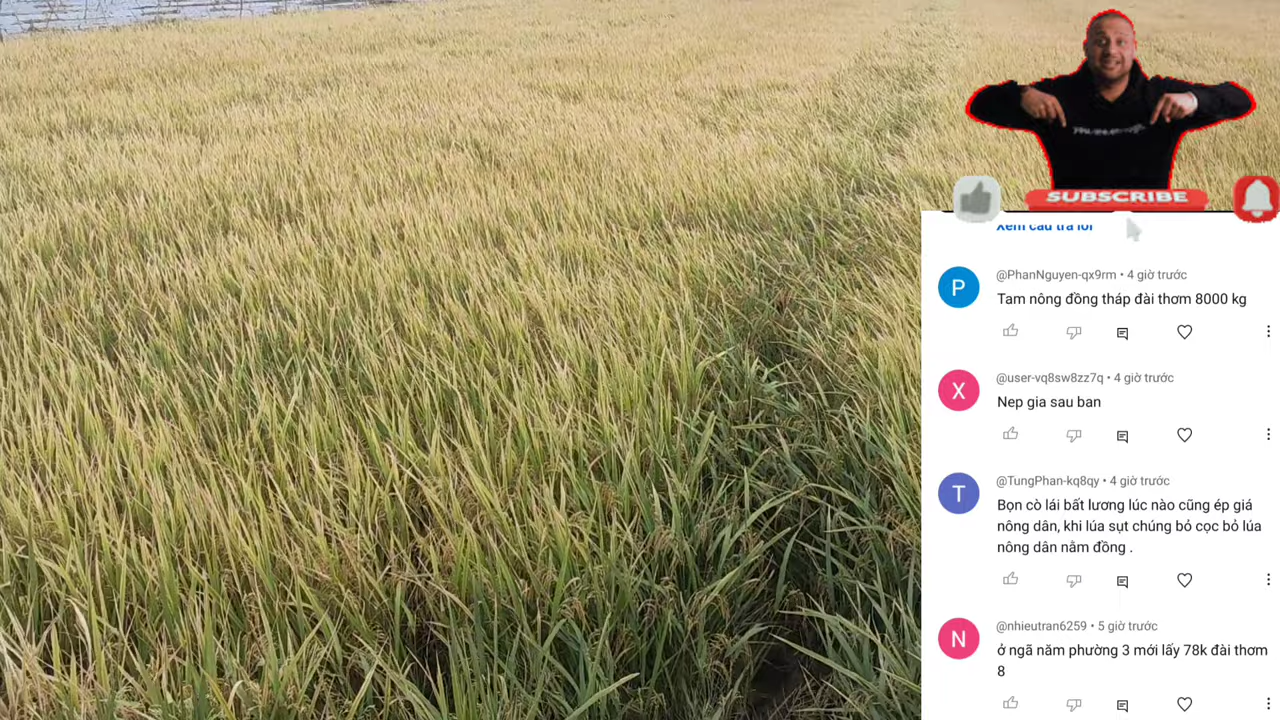 SUBSCRIBE
Xem câu trả lời
@PhanNguyen-qx9rm • 4 giờ trước
Tam nông đồng tháp đài thơm 8000 kg
@user-vq8sw8zz7q • 4 giờ trước
Nep gia sau ban
@TungPhan-kq8qy • 4 giờ trước
Bọn cò lái bất lương lúc nào cũng ép giá
nông dân, khi lúa sụt chúng bỏ cọc bỏ lúa
nông dân nằm đồng .
@nhieutran6259 • 5 giờ trước
ở ngã năm phường 3 mới lấy 78k đài thơm
8
P
X
T
N